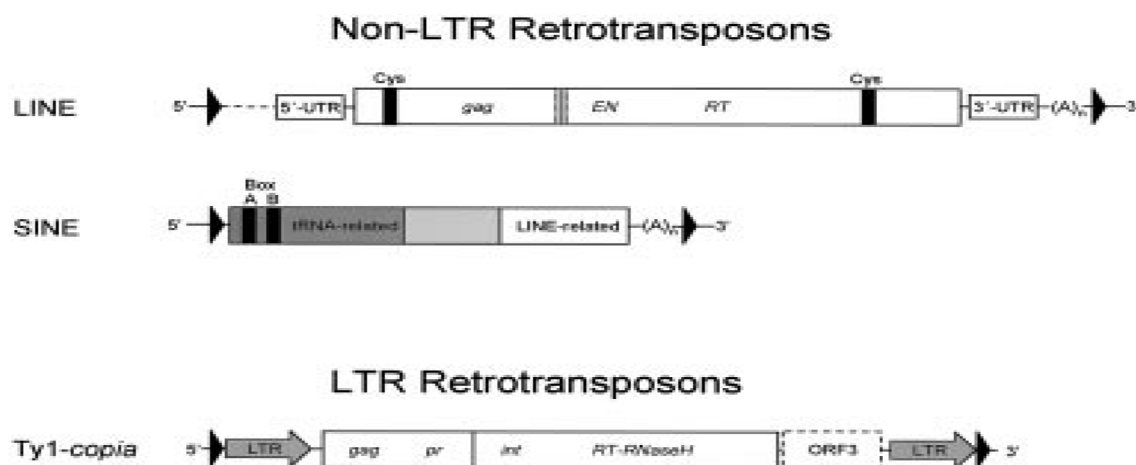 Non-LTR Retrotransposons
Cys Cys
LINE 5' 5'-UTR gag EN RT 3'-UTR (A)n 3
Box
A B
SINE 5' tRNA-related LINE-related (A)n 3'
LTR Retrotransposons
Ty1-copia 5' LTR gag pr int RT-RNaseH ORF3 LTR 3'